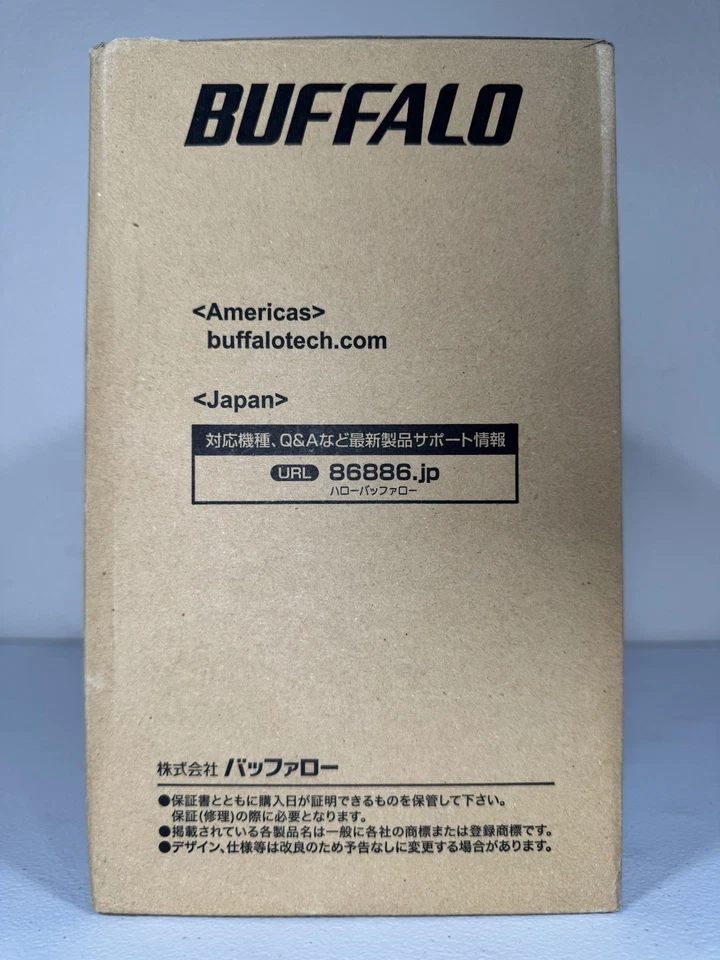 BUFFALO
<Americas>
buffalotech.com
<Japan>
対応機種、Q&Aなど最新製品サポート情報
URL 86886.jp
ハローバッファロー
株式会社 バッファロー
●保証書とともに購入日が証明できるものを保管して下さい。
保証(修理)の際に必要となります。
●掲載されている各製品名は一般に各社の商標または登録商標です。
●デザイン、仕様等は改良のため予告なしに変更する場合があります。